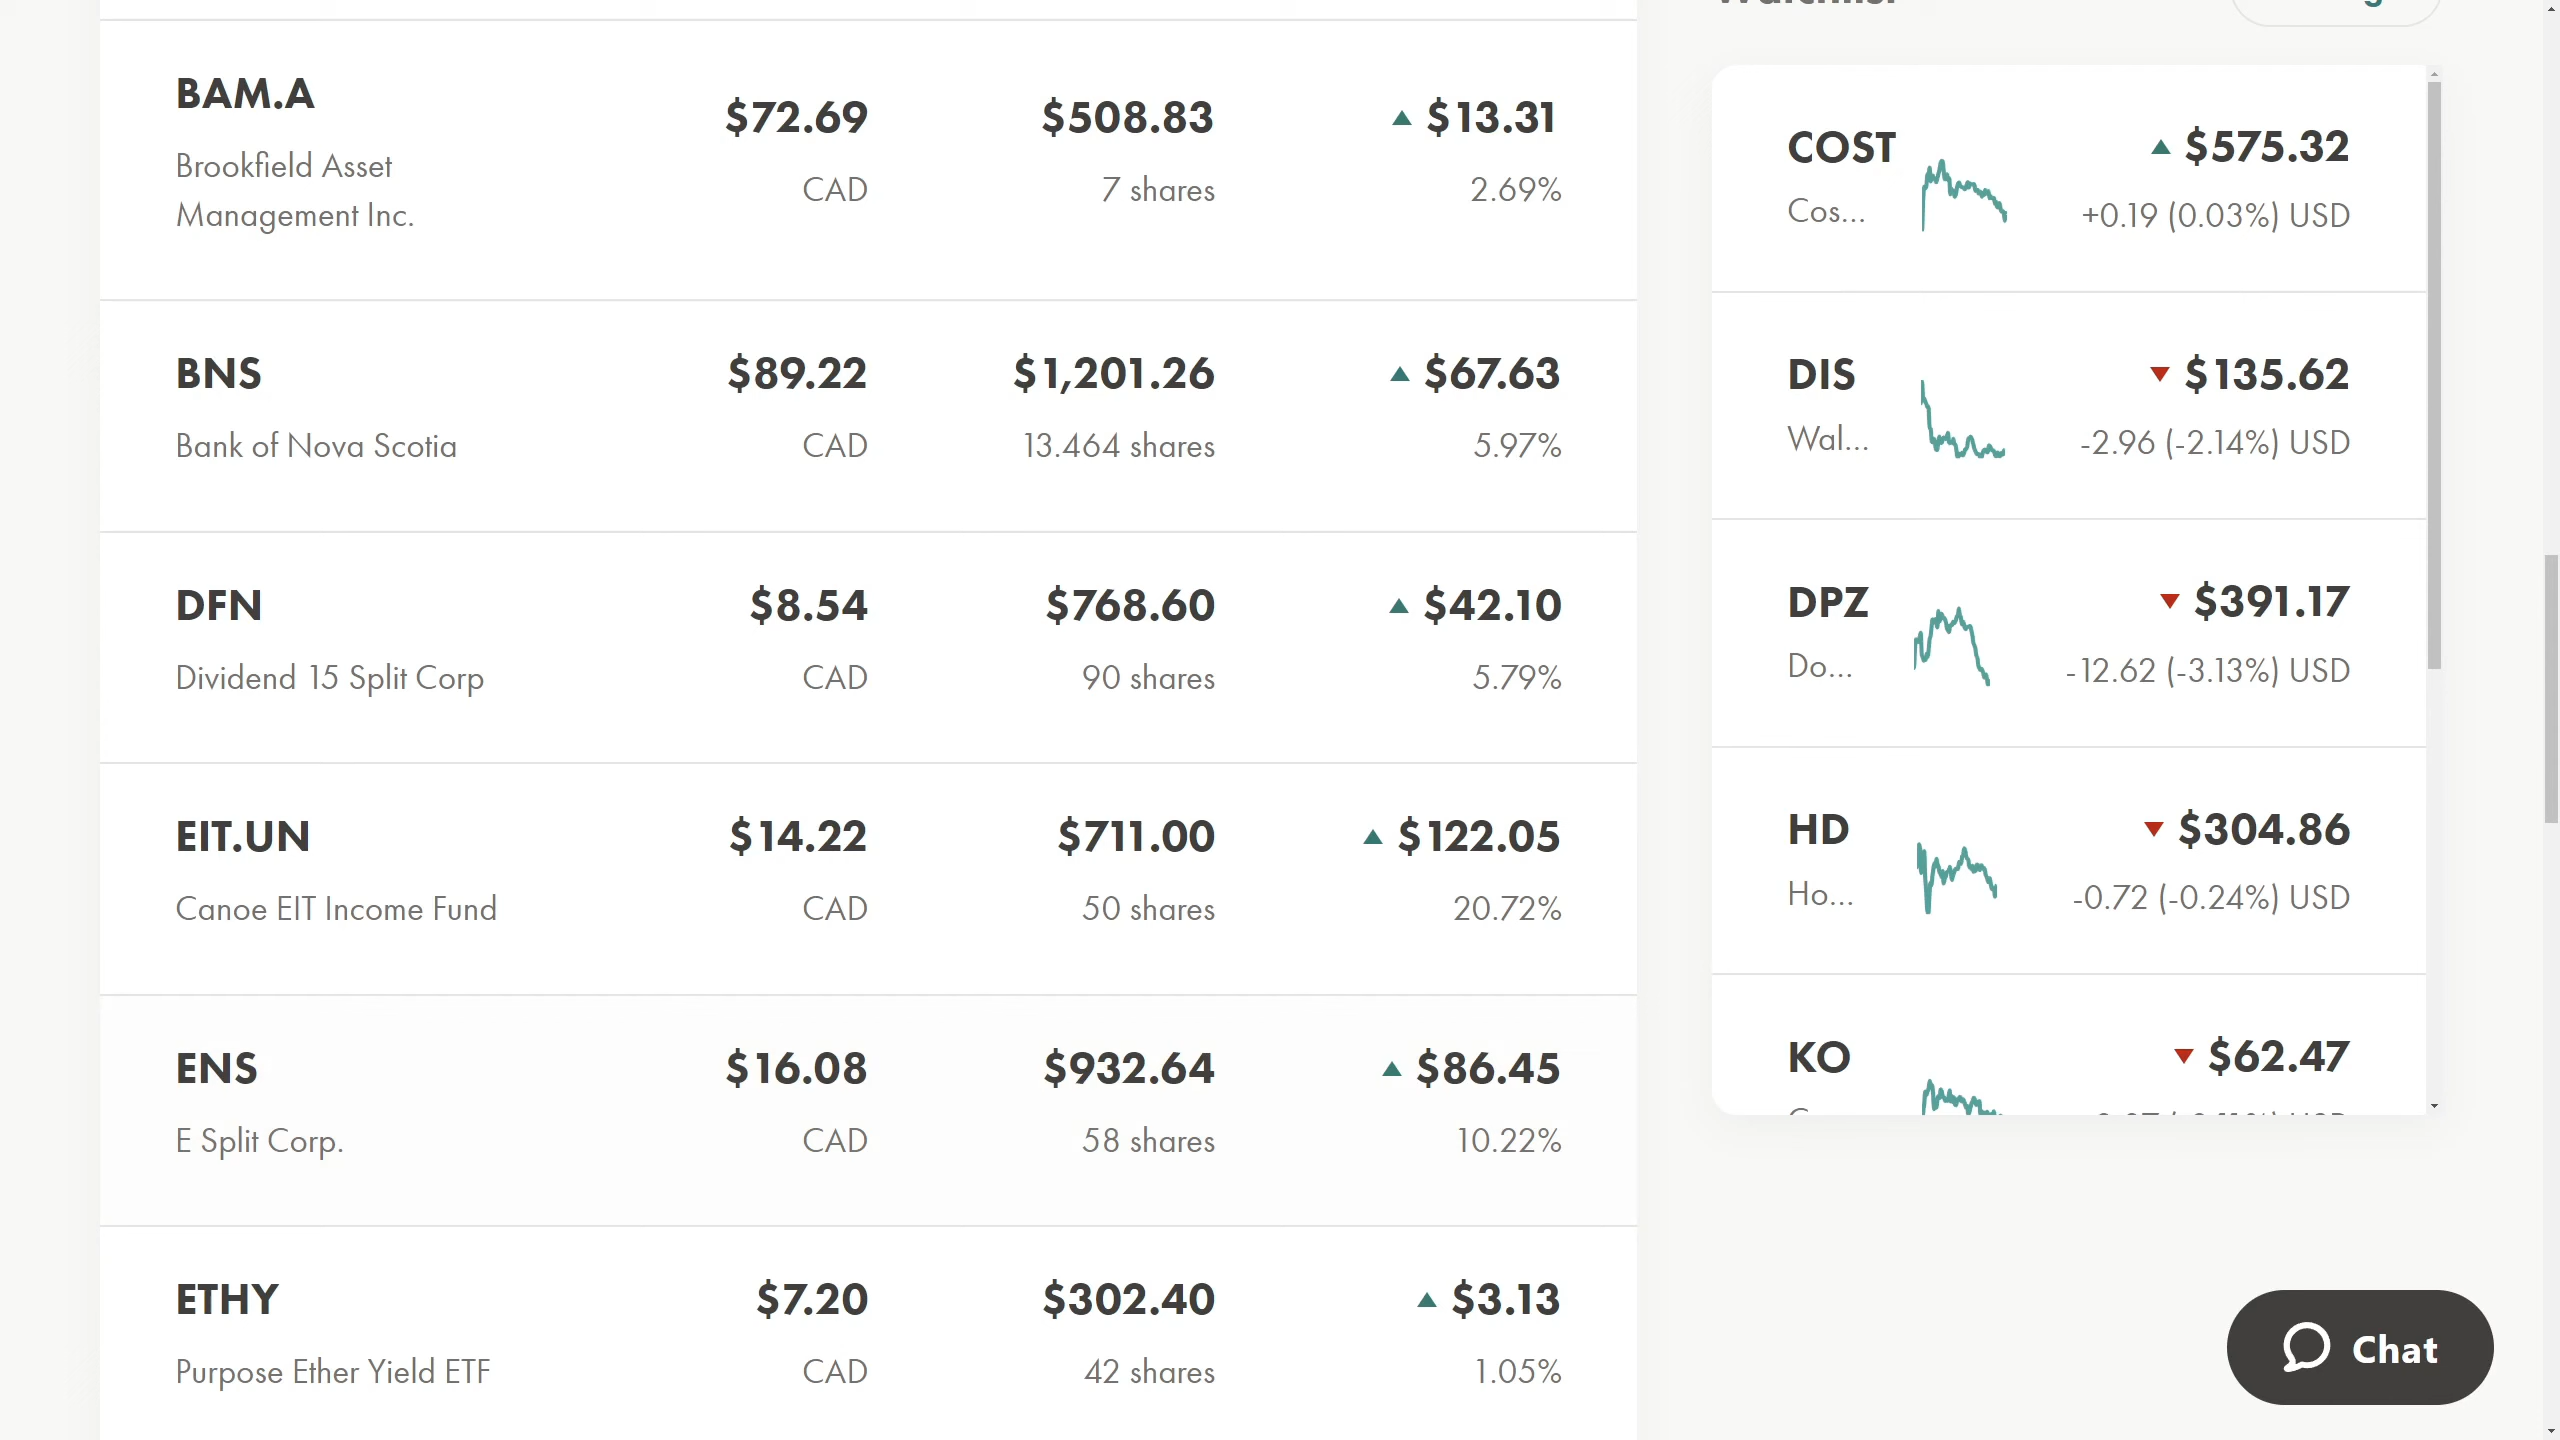 BAM.A
Brookfield Asset
Management Inc.
$72.69
CAD
$508.83
7 shares
$13.31
2.69%
BNS
Bank of Nova Scotia
$89.22
CAD
$1,201.26
13.464 shares
$67.63
5.97%
DFN
Dividend 15 Split Corp
$8.54
CAD
$768.60
90 shares
$42.10
5.79%
EIT.UN
Canoe EIT Income Fund
$14.22
CAD
$711.00
50 shares
$122.05
20.72%
ENS
E Split Corp.
$16.08
CAD
$932.64
58 shares
$86.45
10.22%
ETHY
Purpose Ether Yield ETF
$7.20
CAD
$302.40
42 shares
$3.13
1.05%
Watchlist
COST
Cos...
$575.32
+0.19 (0.03%) USD
DIS
Wal...
$135.62
-2.96 (-2.14%) USD
DPZ
Do...
$391.17
-12.62 (-3.13%) USD
HD
Ho...
$304.86
-0.72 (-0.24%) USD
KO
$62.47
Chat